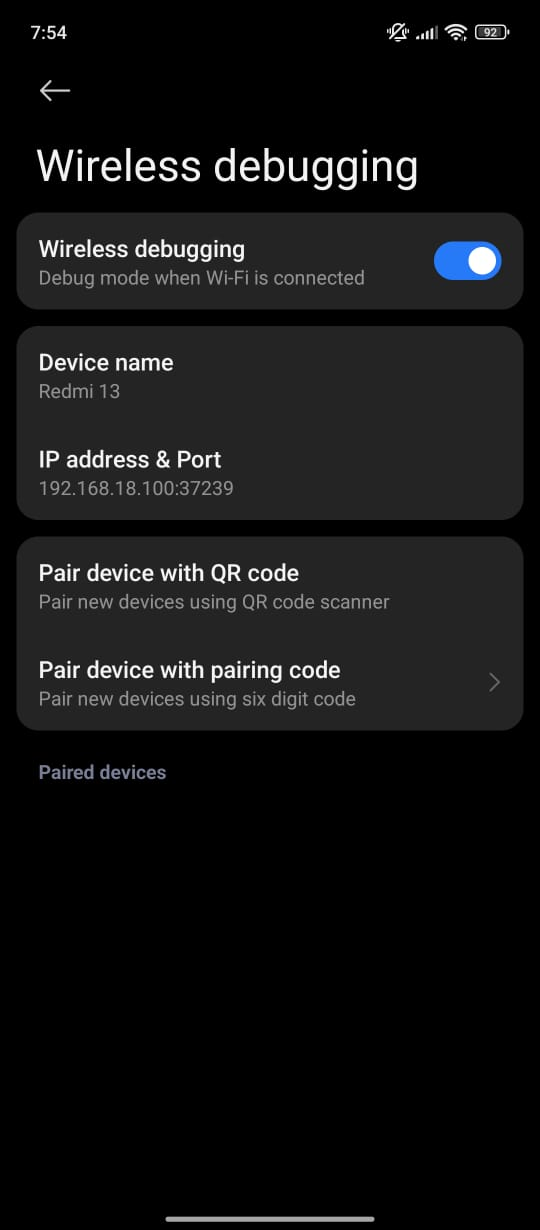 7:54
92
Wireless debugging
Wireless debugging
Debug mode when Wi-Fi is connected
Device name
Redmi 13
IP address & Port
192.168.18.100:37239
Pair device with QR code
Pair new devices using QR code scanner
Pair device with pairing code
Pair new devices using six digit code
Paired devices